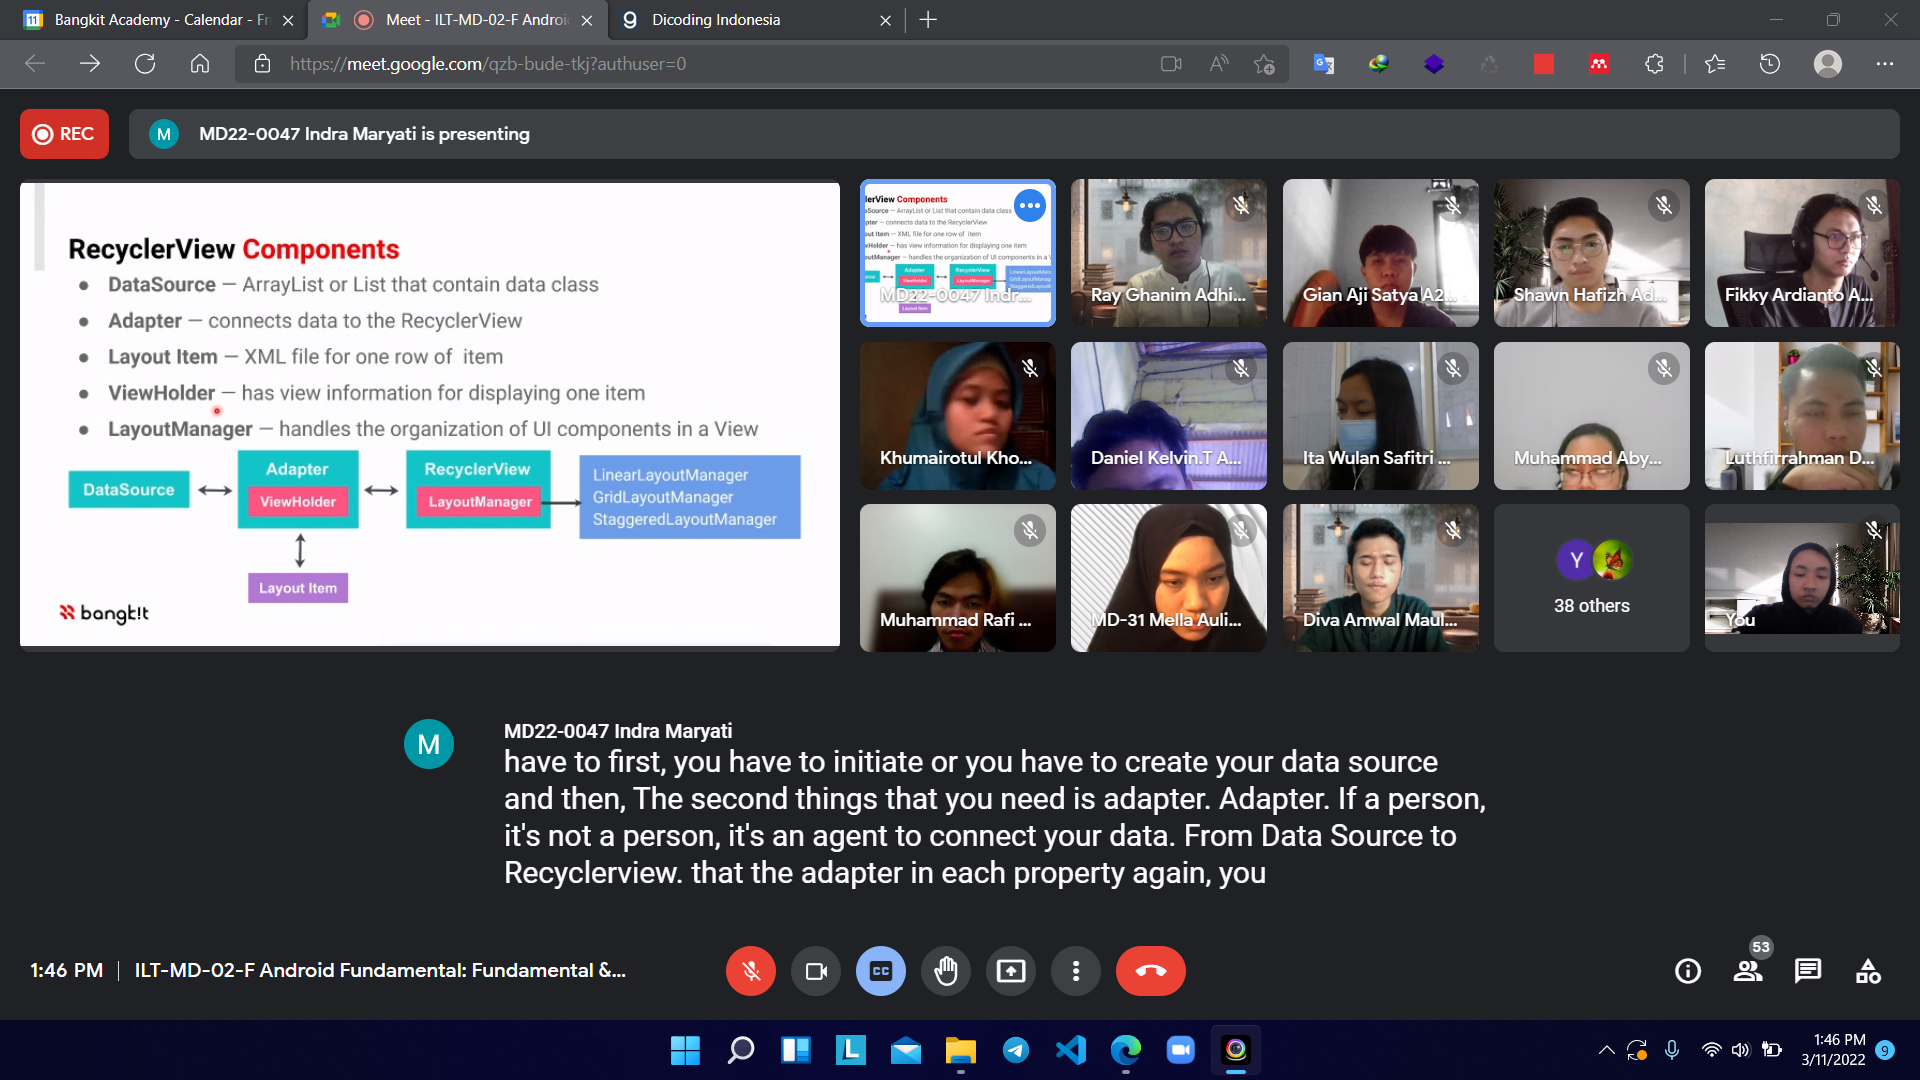 Bangkit Academy - Calendar - Fr
Meet - ILT-MD-02-F Androi
Dicoding Indonesia
https://meet.google.com/qzb-bude-tkj?authuser=0
REC
M
MD22-0047 Indra Maryati is presenting
RecyclerView Components
● DataSource — ArrayList or List that contain data class
● Adapter — connects data to the RecyclerView
● Layout Item — XML file for one row of item
● ViewHolder — has view information for displaying one item
● LayoutManager — handles the organization of UI components in a View
DataSource
Adapter
ViewHolder
RecyclerView
LayoutManager
LinearLayoutManager
GridLayoutManager
StaggeredLayoutManager
Layout Item
bangk!t
MD22-0047 Indr...
Ray Ghanim Adhi...
Gian Aji Satya A2...
Shawn Hafizh Ad...
Fikky Ardianto A...
Khumairotul Kho...
Daniel Kelvin.T A...
Ita Wulan Safitri ...
Muhammad Aby...
Luthfirrahman D...
Muhammad Rafi ...
MD-31 Mella Auli...
Diva Amwal Maul...
Y
38 others
You
M
MD22-0047 Indra Maryati
have to first, you have to initiate or you have to create your data source
and then, The second things that you need is adapter. Adapter. If a person,
it's not a person, it's an agent to connect your data. From Data Source to
Recyclerview. that the adapter in each property again, you
1:46 PM | ILT-MD-02-F Android Fundamental: Fundamental &...
CC
53
L
1:46 PM
3/11/2022
9